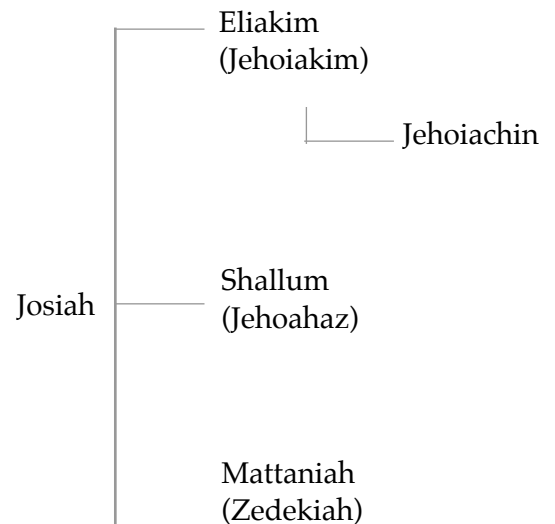 Eliakim
(Jehoiakim)
Jehoiachin
Josiah
Shallum
(Jehoahaz)
Mattaniah
(Zedekiah)